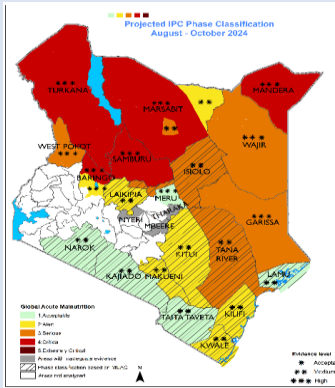 Projected IPC Phase Classification
August - October 2024
TURKANA
MARSABIT
MANDERA
WAJIR
WEST POKOT
SAMBURU
ISIOLO
BARINGO
LAIKIPIA
MERU
THARAKA
NYERI
MBEERE
GARISSA
NAROK
KITUI
TANA
RIVER
LAMU
KAJIADO
MAKUENI
TAITA TAVETA
KILIFI
KWALE
Global Acute Malnutrition
1 Acceptable
2 Alert
3 Serious
4 Critical
5 Extremely Critical
Areas with inadequate evidence
Phase classification based on MUAC
Areas not analysed
N
Evidence level
* Accepta
** Medium
*** High